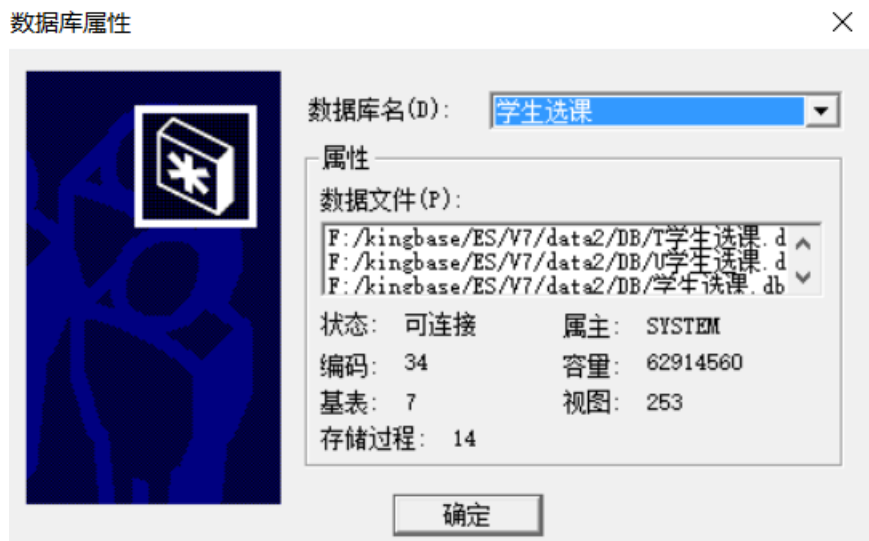 数据库属性
数据库名(D): 学生选课
属性
数据文件(P):
F:/kingbase/ES/V7/data2/DB/T学生选课.d
F:/kingbase/ES/V7/data2/DB/U学生选课.d
F:/kingbase/ES/V7/data2/DB/学生选课.db
状态: 可连接 属主: SYSTEM
编码: 34 容量: 62914560
基表: 7 视图: 253
存储过程: 14
确定